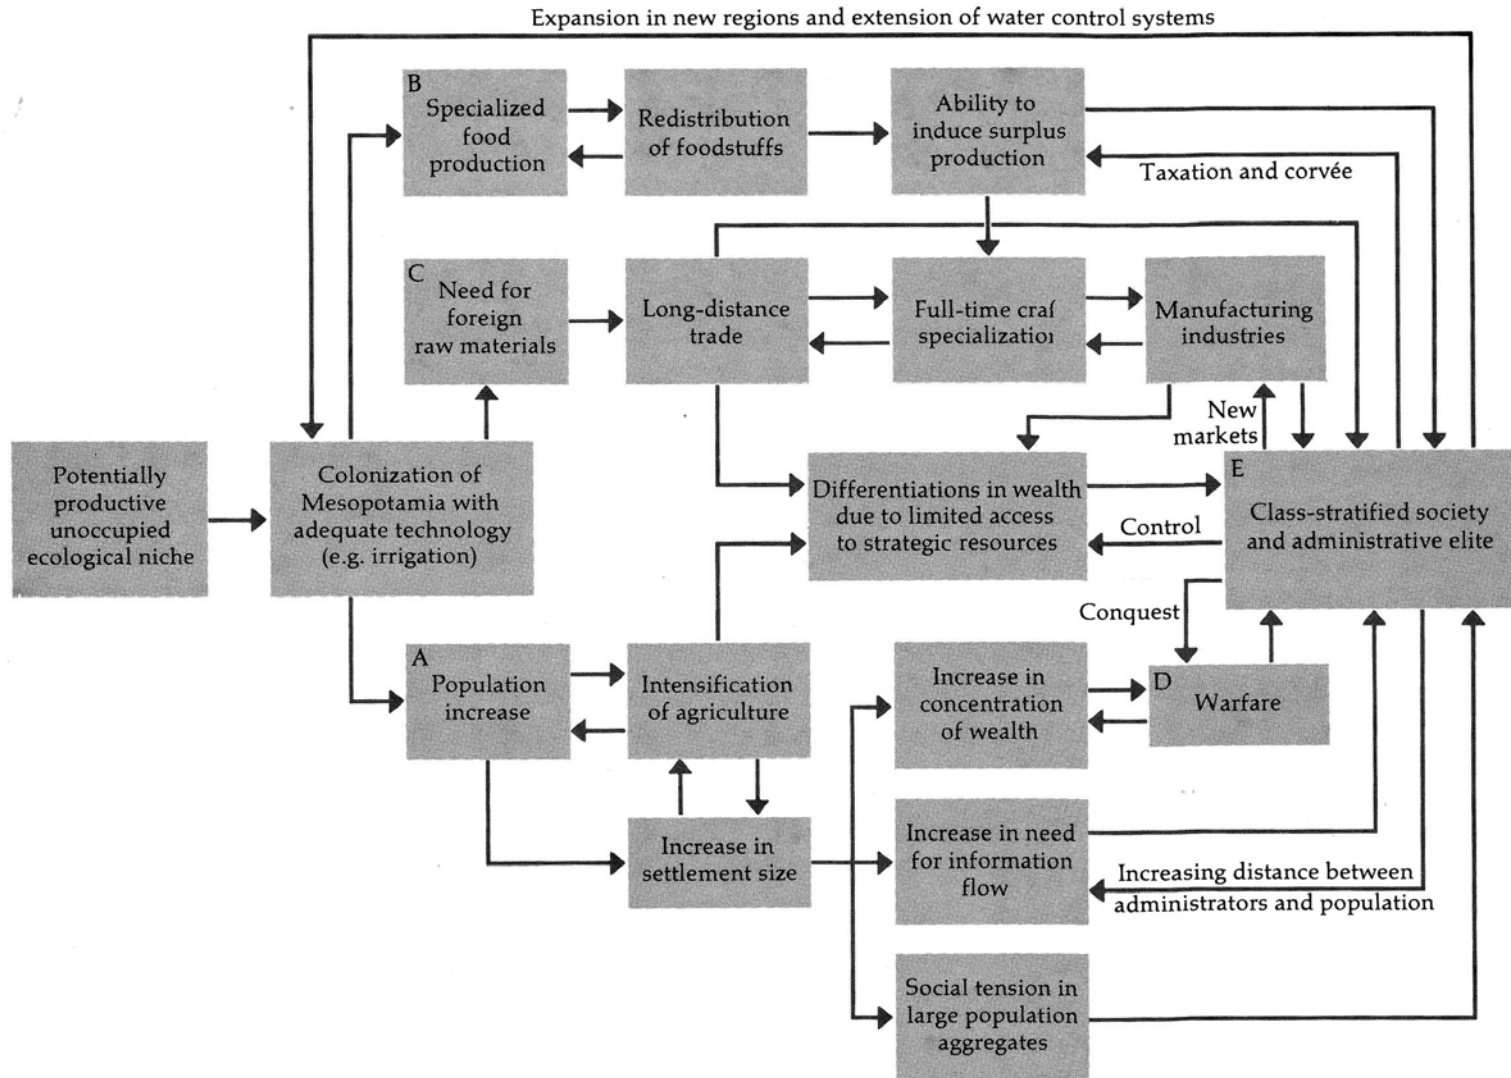 Expansion in new regions and extension of water control systems
B
Specialized
food
production
Redistribution
of foodstuffs
Ability to
induce surplus
production
Taxation and corvée
C
Need for
foreign
raw materials
Long-distance
trade
Full-time craf
specialization
Manufacturing
industries
New
markets
Potentially
productive
unoccupied
ecological niche
Colonization of
Mesopotamia with
adequate technology
(e.g. irrigation)
Differentiations in wealth
due to limited access
to strategic resources
Control
E
Class-stratified society
and administrative elite
Conquest
A
Population
increase
Intensification
of agriculture
Increase in
concentration
of wealth
D
Warfare
Increase in
settlement size
Increase in need
for information
flow
Increasing distance between
administrators and population
Social tension in
large population
aggregates